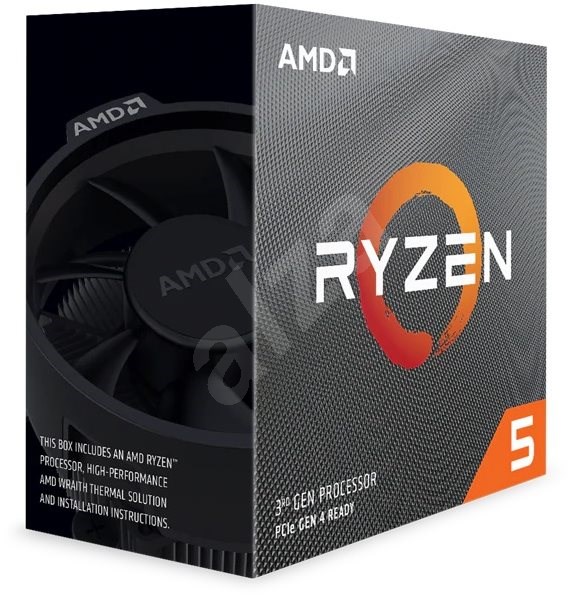 AMD
AMD
THIS BOX INCLUDES AN AMD RYZEN™
PROCESSOR, HIGH-PERFORMANCE
AMD WRAITH THERMAL SOLUTION
AND INSTALLATION INSTRUCTIONS.
AMD
RYZEN
5
3RD GEN PROCESSOR
PCIe GEN 4 READY
alza